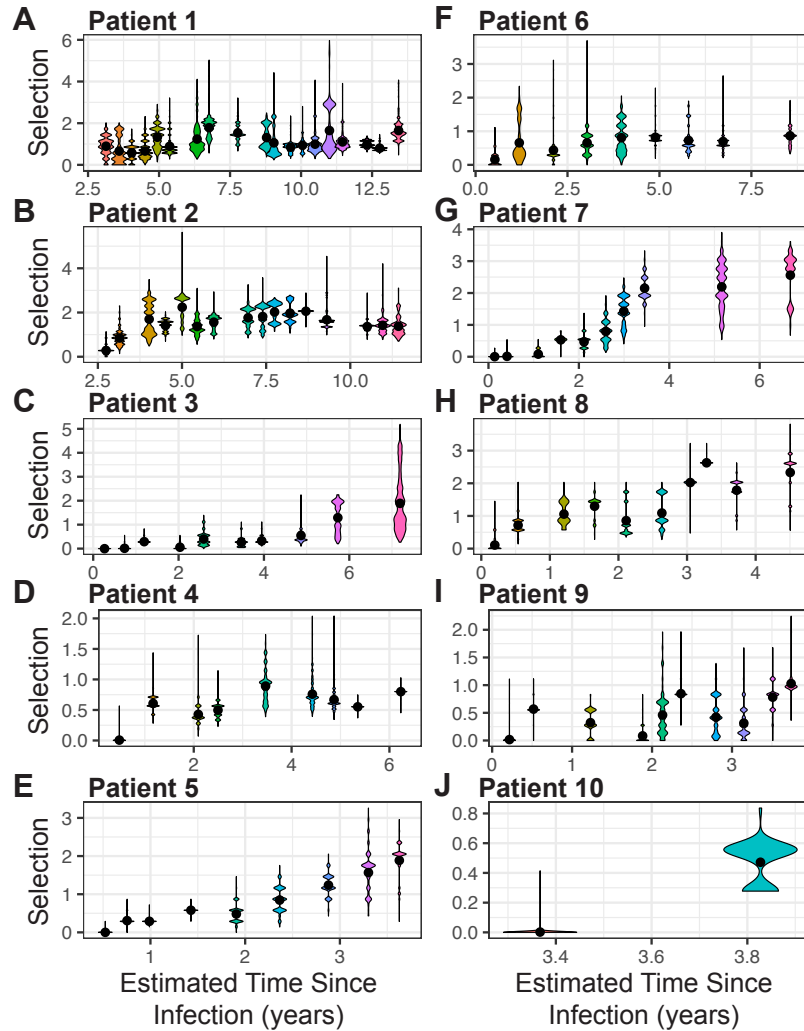 A Patient 1
6
4
2
0
Selection
2.5 5.0 7.5 10.0 12.5
B Patient 2
4
2
0
2.5 5.0 7.5 10.0
C Patient 3
5
4
3
2
1
0
0 2 4 6
D Patient 4
2.0
1.5
1.0
0.5
0.0
0 2 4 6
E Patient 5
3
2
1
0
Selection
1 2 3
Estimated Time Since
Infection (years)
F Patient 6
4
3
2
1
0
0.0 2.5 5.0 7.5
G Patient 7
4
3
2
1
0
0 2 4 6
H Patient 8
3
2
1
0
0 1 2 3 4
I Patient 9
2.0
1.5
1.0
0.5
0.0
0 1 2 3
J Patient 10
0.8
0.6
0.4
0.2
0.0
3.4 3.6 3.8
Estimated Time Since
Infection (years)